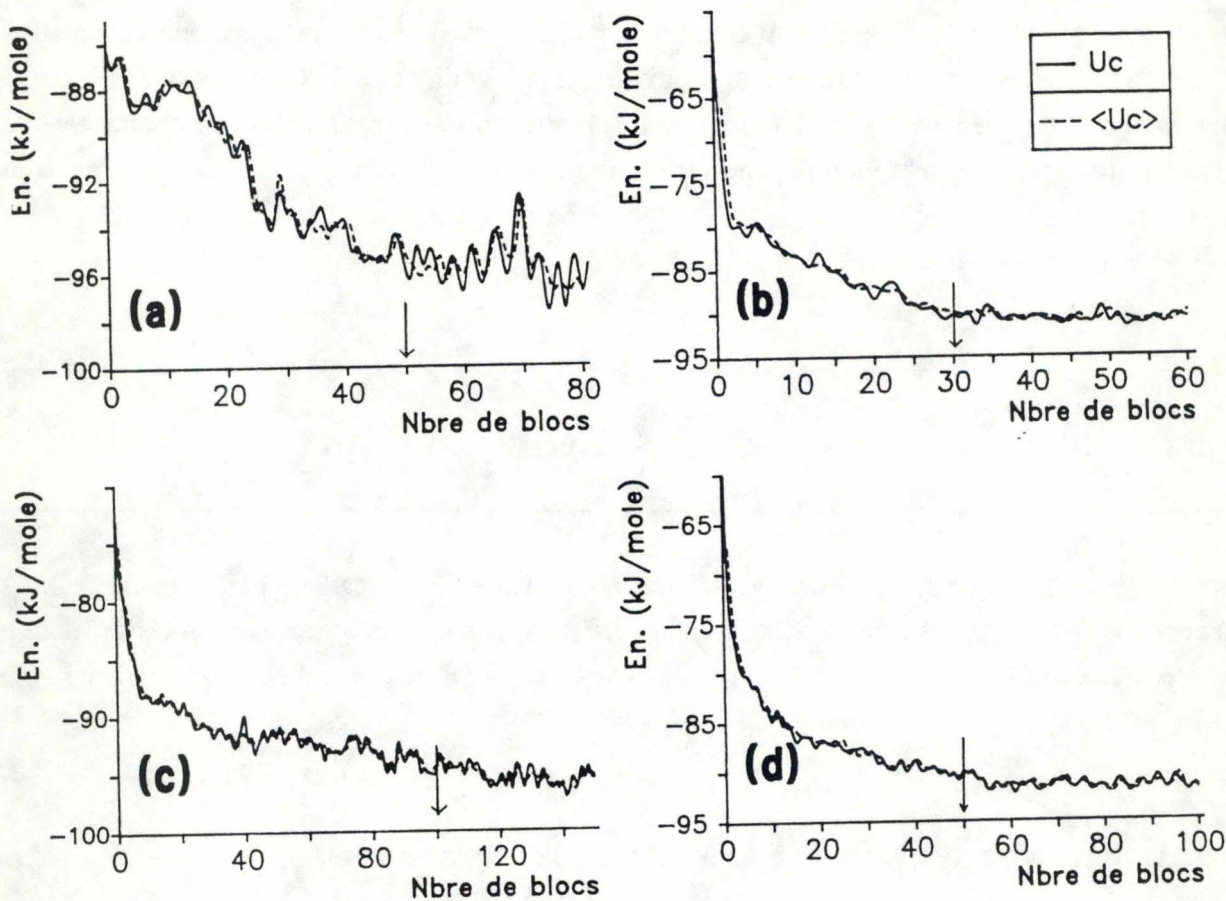 En. (kJ/mole)
−88
−92
−96
−100
(a)
0 20 40 60 80
Nbre de blocs
En. (kJ/mole)
−65
−75
−85
−95
(b)
Uc
<Uc>
0 10 20 30 40 50 60
Nbre de blocs
En. (kJ/mole)
−80
−90
−100
(c)
0 40 80 120
Nbre de blocs
En. (kJ/mole)
−65
−75
−85
−95
(d)
0 20 40 60 80 100
Nbre de blocs